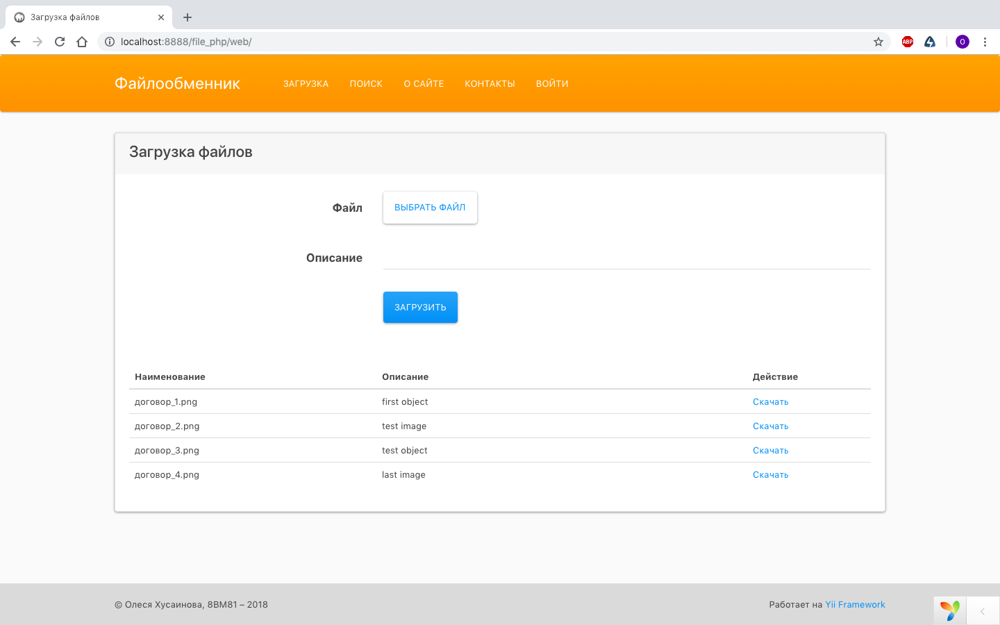 Загрузка файлов
localhost:8888/file_php/web/
ABP
O
Файлообменник ЗАГРУЗКА ПОИСК О САЙТЕ КОНТАКТЫ ВОЙТИ
Загрузка файлов
Файл ВЫБРАТЬ ФАЙЛ
Описание
ЗАГРУЗИТЬ
Наименование Описание Действие
договор_1.png first object Скачать
договор_2.png test image Скачать
договор_3.png test object Скачать
договор_4.png last image Скачать
© Олеся Хусаинова, 8ВМ81 – 2018 Работает на Yii Framework